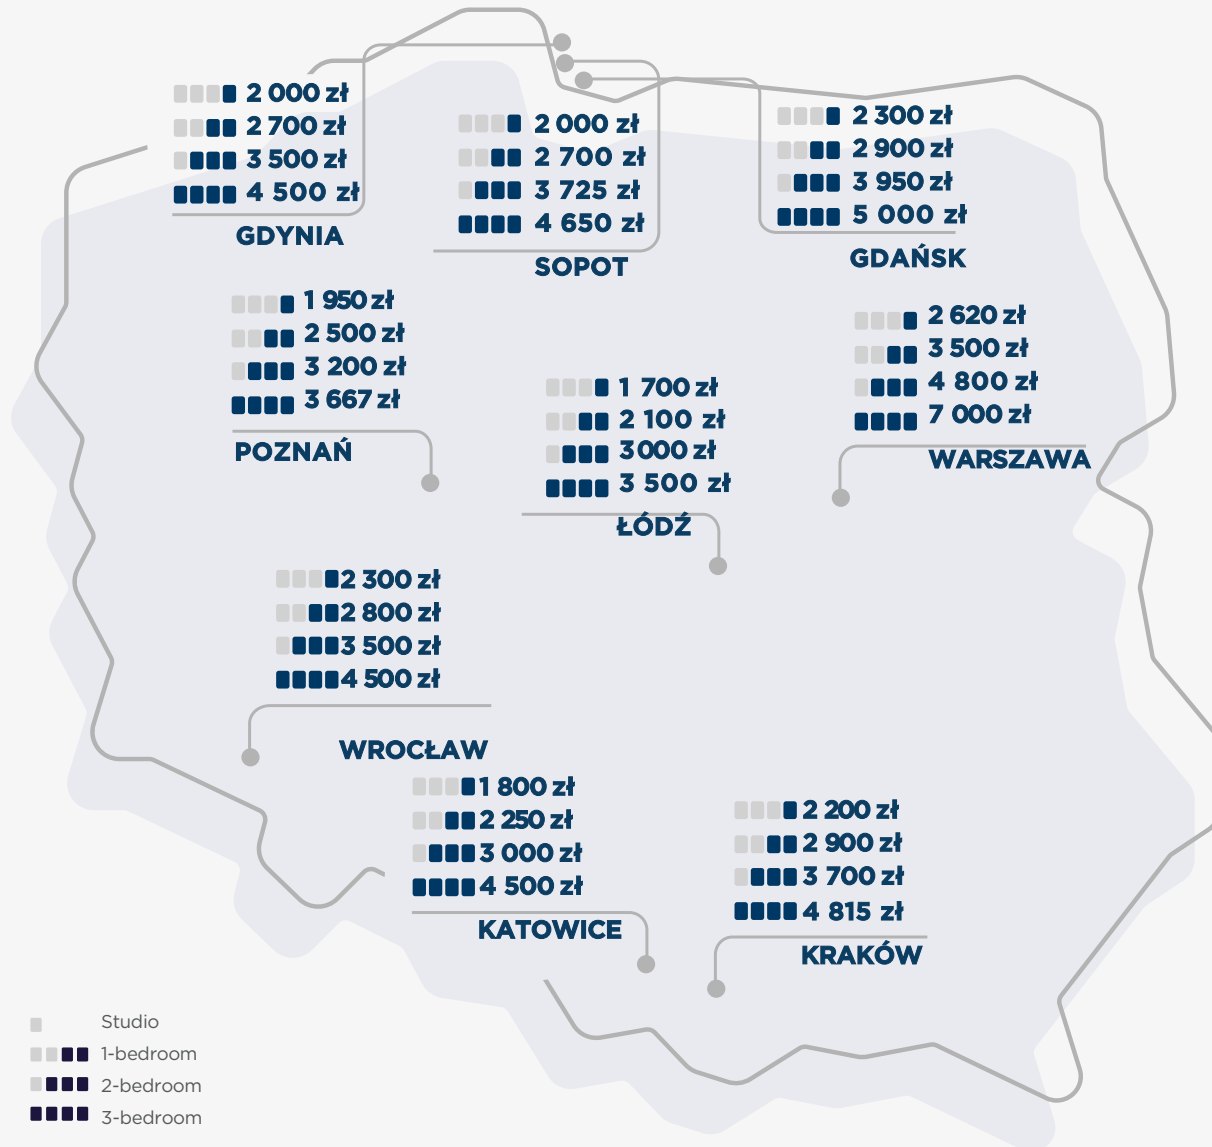 2 000 zł
2 700 zł
3 500 zł
4 500 zł
GDYNIA
2 000 zł
2 700 zł
3 725 zł
4 650 zł
SOPOT
2 300 zł
2 900 zł
3 950 zł
5 000 zł
GDAŃSK
1 950 zł
2 500 zł
3 200 zł
3 667 zł
POZNAŃ
1 700 zł
2 100 zł
3 000 zł
3 500 zł
ŁÓDŹ
2 620 zł
3 500 zł
4 800 zł
7 000 zł
WARSZAWA
2 300 zł
2 800 zł
3 500 zł
4 500 zł
WROCŁAW
1 800 zł
2 250 zł
3 000 zł
4 500 zł
KATOWICE
2 200 zł
2 900 zł
3 700 zł
4 815 zł
KRAKÓW
Studio
1-bedroom
2-bedroom
3-bedroom